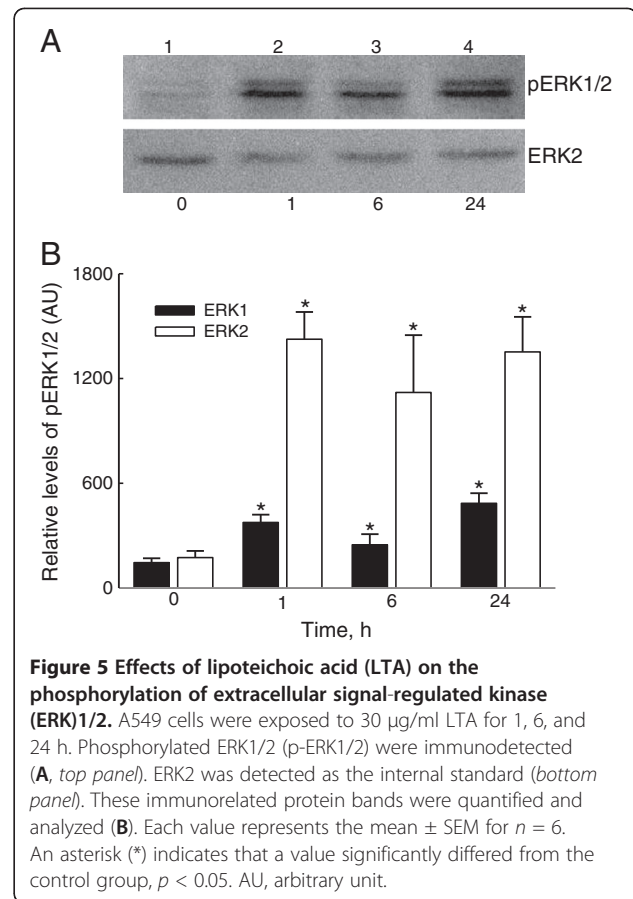 A
1 2 3 4
pERK1/2
ERK2
0 1 6 24
B
Relative levels of pERK1/2 (AU)
1800
1200
600
0
ERK1
ERK2
* * * * * *
0 1 6 24
Time, h
Figure 5 Effects of lipoteichoic acid (LTA) on the
phosphorylation of extracellular signal-regulated kinase
(ERK)1/2. A549 cells were exposed to 30 μg/ml LTA for 1, 6, and
24 h. Phosphorylated ERK1/2 (p-ERK1/2) were immunodetected
(A, top panel). ERK2 was detected as the internal standard (bottom
panel). These immunorelated protein bands were quantified and
analyzed (B). Each value represents the mean ± SEM for n = 6.
An asterisk (*) indicates that a value significantly differed from the
control group, p < 0.05. AU, arbitrary unit.